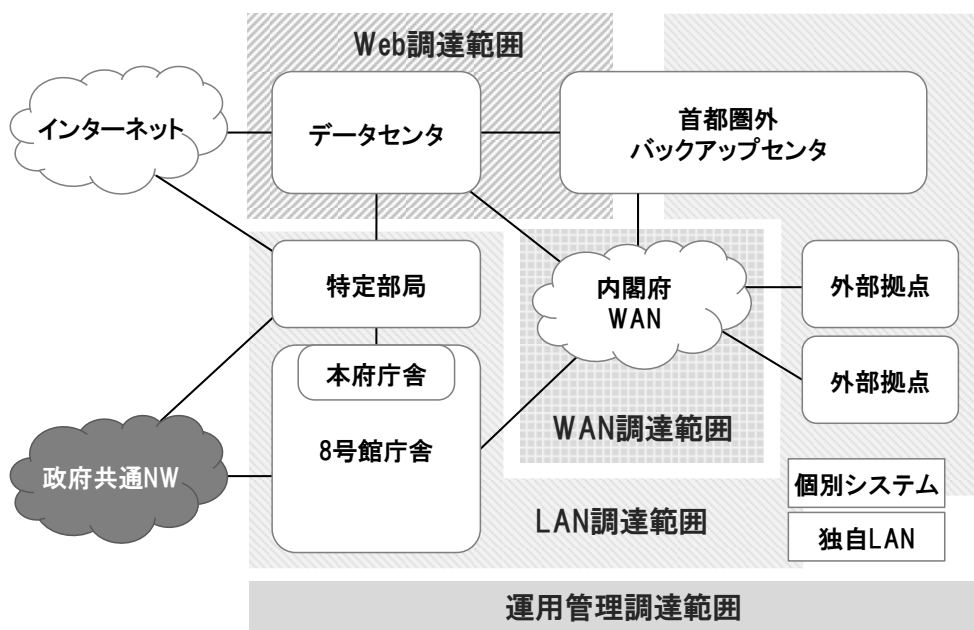 Web調達範囲
インターネット
データセンタ
首都圏外
バックアップセンタ
特定部局
内閣府
WAN
外部拠点
本府庁舎
外部拠点
8号館庁舎
WAN調達範囲
政府共通NW
個別システム
LAN調達範囲
独自LAN
運用管理調達範囲